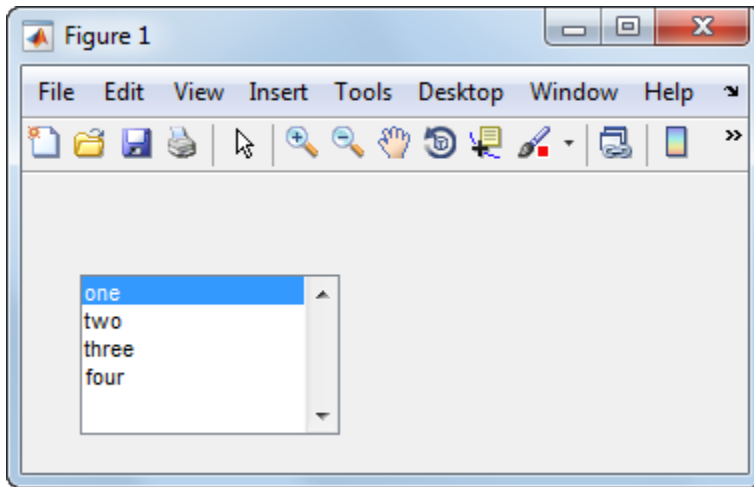 Figure 1
File Edit View Insert Tools Desktop Window Help
one
two
three
four